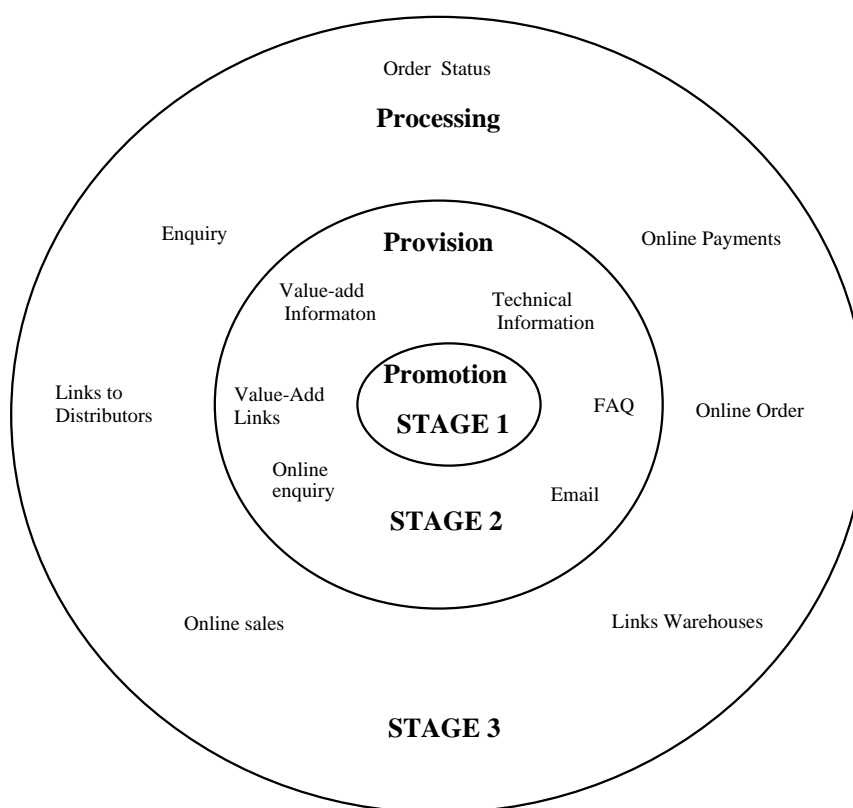 Order Status
Processing
Enquiry
Online Payments
Provision
Value-add
Informaton
Technical
Information
Promotion
STAGE 1
Links to
Distributors
Value-Add
Links
FAQ
Online Order
Online
enquiry
Email
STAGE 2
Online sales
Links Warehouses
STAGE 3